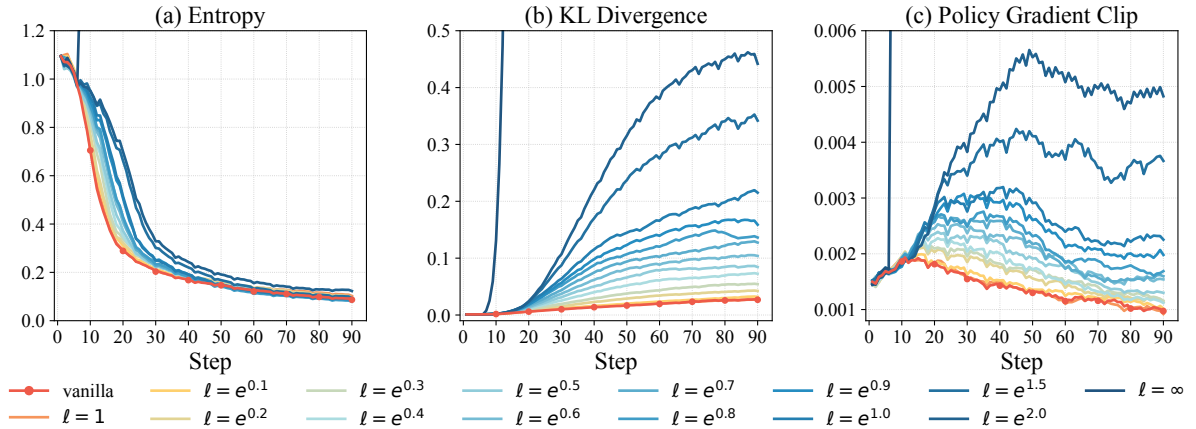 (a) Entropy
(b) KL Divergence
(c) Policy Gradient Clip
1.2
1.0
0.8
0.6
0.4
0.2
0.0
0 10 20 30 40 50 60 70 80 90
Step
0.5
0.4
0.3
0.2
0.1
0.0
0 10 20 30 40 50 60 70 80 90
Step
0.006
0.005
0.004
0.003
0.002
0.001
0 10 20 30 40 50 60 70 80 90
Step
vanilla ℓ = e^0.1 ℓ = e^0.3 ℓ = e^0.5 ℓ = e^0.7 ℓ = e^0.9 ℓ = e^1.5 ℓ = ∞
ℓ = 1 ℓ = e^0.2 ℓ = e^0.4 ℓ = e^0.6 ℓ = e^0.8 ℓ = e^1.0 ℓ = e^2.0